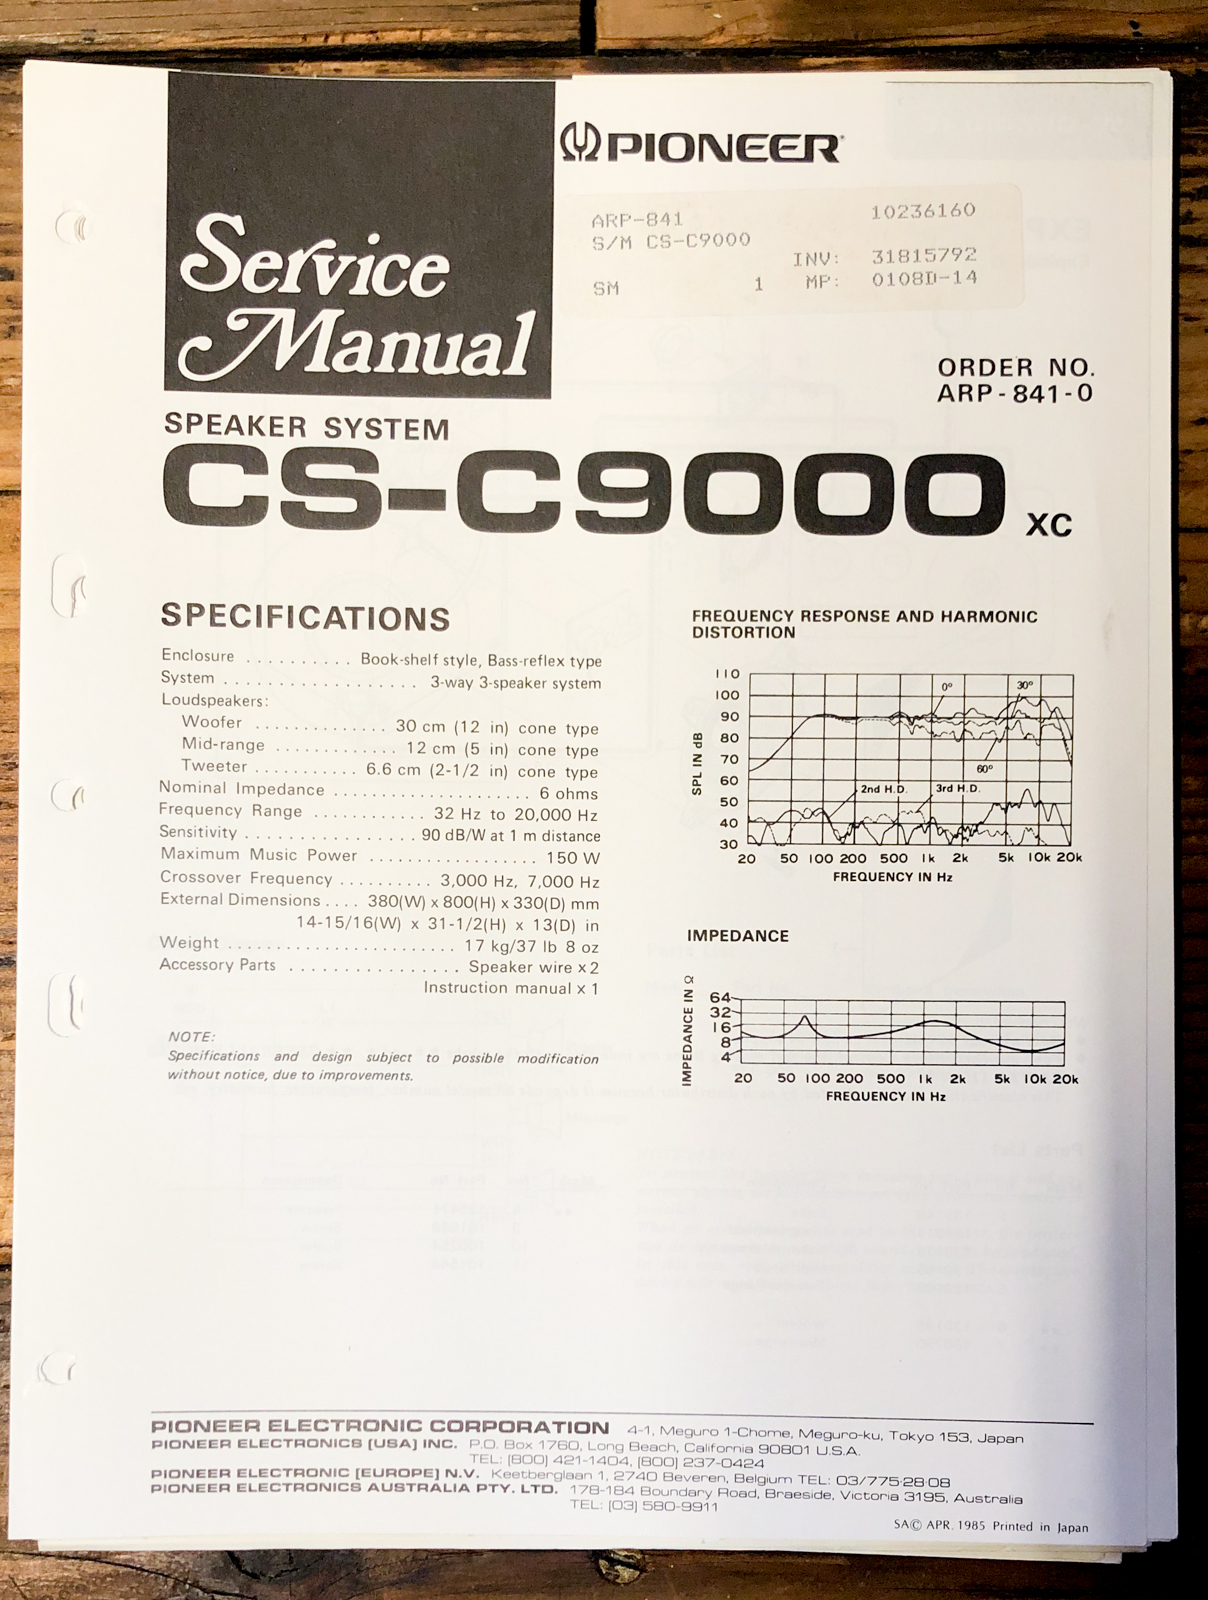 Service
Manual
PIONEER
ARP-841 10236160
S/M CS-C9000
INV: 31815792
SM 1 MP: 0108D-14
ORDER NO.
ARP-841-0
SPEAKER SYSTEM
CS-C9000 XC
SPECIFICATIONS
Enclosure .......... Book-shelf style, Bass-reflex type
System .................. 3-way 3-speaker system
Loudspeakers:
Woofer ............. 30 cm (12 in) cone type
Mid-range ............ 12 cm (5 in) cone type
Tweeter ........... 6.6 cm (2-1/2 in) cone type
Nominal Impedance .................... 6 ohms
Frequency Range ........... 32 Hz to 20,000 Hz
Sensitivity ................. 90 dB/W at 1 m distance
Maximum Music Power ................. 150 W
Crossover Frequency ......... 3,000 Hz, 7,000 Hz
External Dimensions .... 380(W) x 800(H) x 330(D) mm
14-15/16(W) x 31-1/2(H) x 13(D) in
Weight ....................... 17 kg/37 lb 8 oz
Accessory Parts ................. Speaker wire x 2
Instruction manual x 1
NOTE:
Specifications and design subject to possible modification
without notice, due to improvements.
FREQUENCY RESPONSE AND HARMONIC
DISTORTION
SPL IN dB
110
100
90
80
70
60
50
40
30
0°
30°
60°
2nd H.D.
3rd H.D.
20 50 100 200 500 1k 2k 5k 10k 20k
FREQUENCY IN Hz
IMPEDANCE
IMPEDANCE IN Ω
64
32
16
8
4
20 50 100 200 500 1k 2k 5k 10k 20k
FREQUENCY IN Hz
PIONEER ELECTRONIC CORPORATION 4-1, Meguro 1-Chome, Meguro-ku, Tokyo 153, Japan
PIONEER ELECTRONICS [USA] INC. P.O. Box 1760, Long Beach, California 90801 U.S.A.
TEL: [800] 421-1404, [800] 237-0424
PIONEER ELECTRONIC [EUROPE] N.V. Keetberglaan 1, 2740 Beveren, Belgium TEL: 03/775·28·08
PIONEER ELECTRONICS AUSTRALIA PTY. LTD. 178-184 Boundary Road, Braeside, Victoria 3195, Australia
TEL: [03] 580-9911
SA© APR. 1985 Printed in Japan